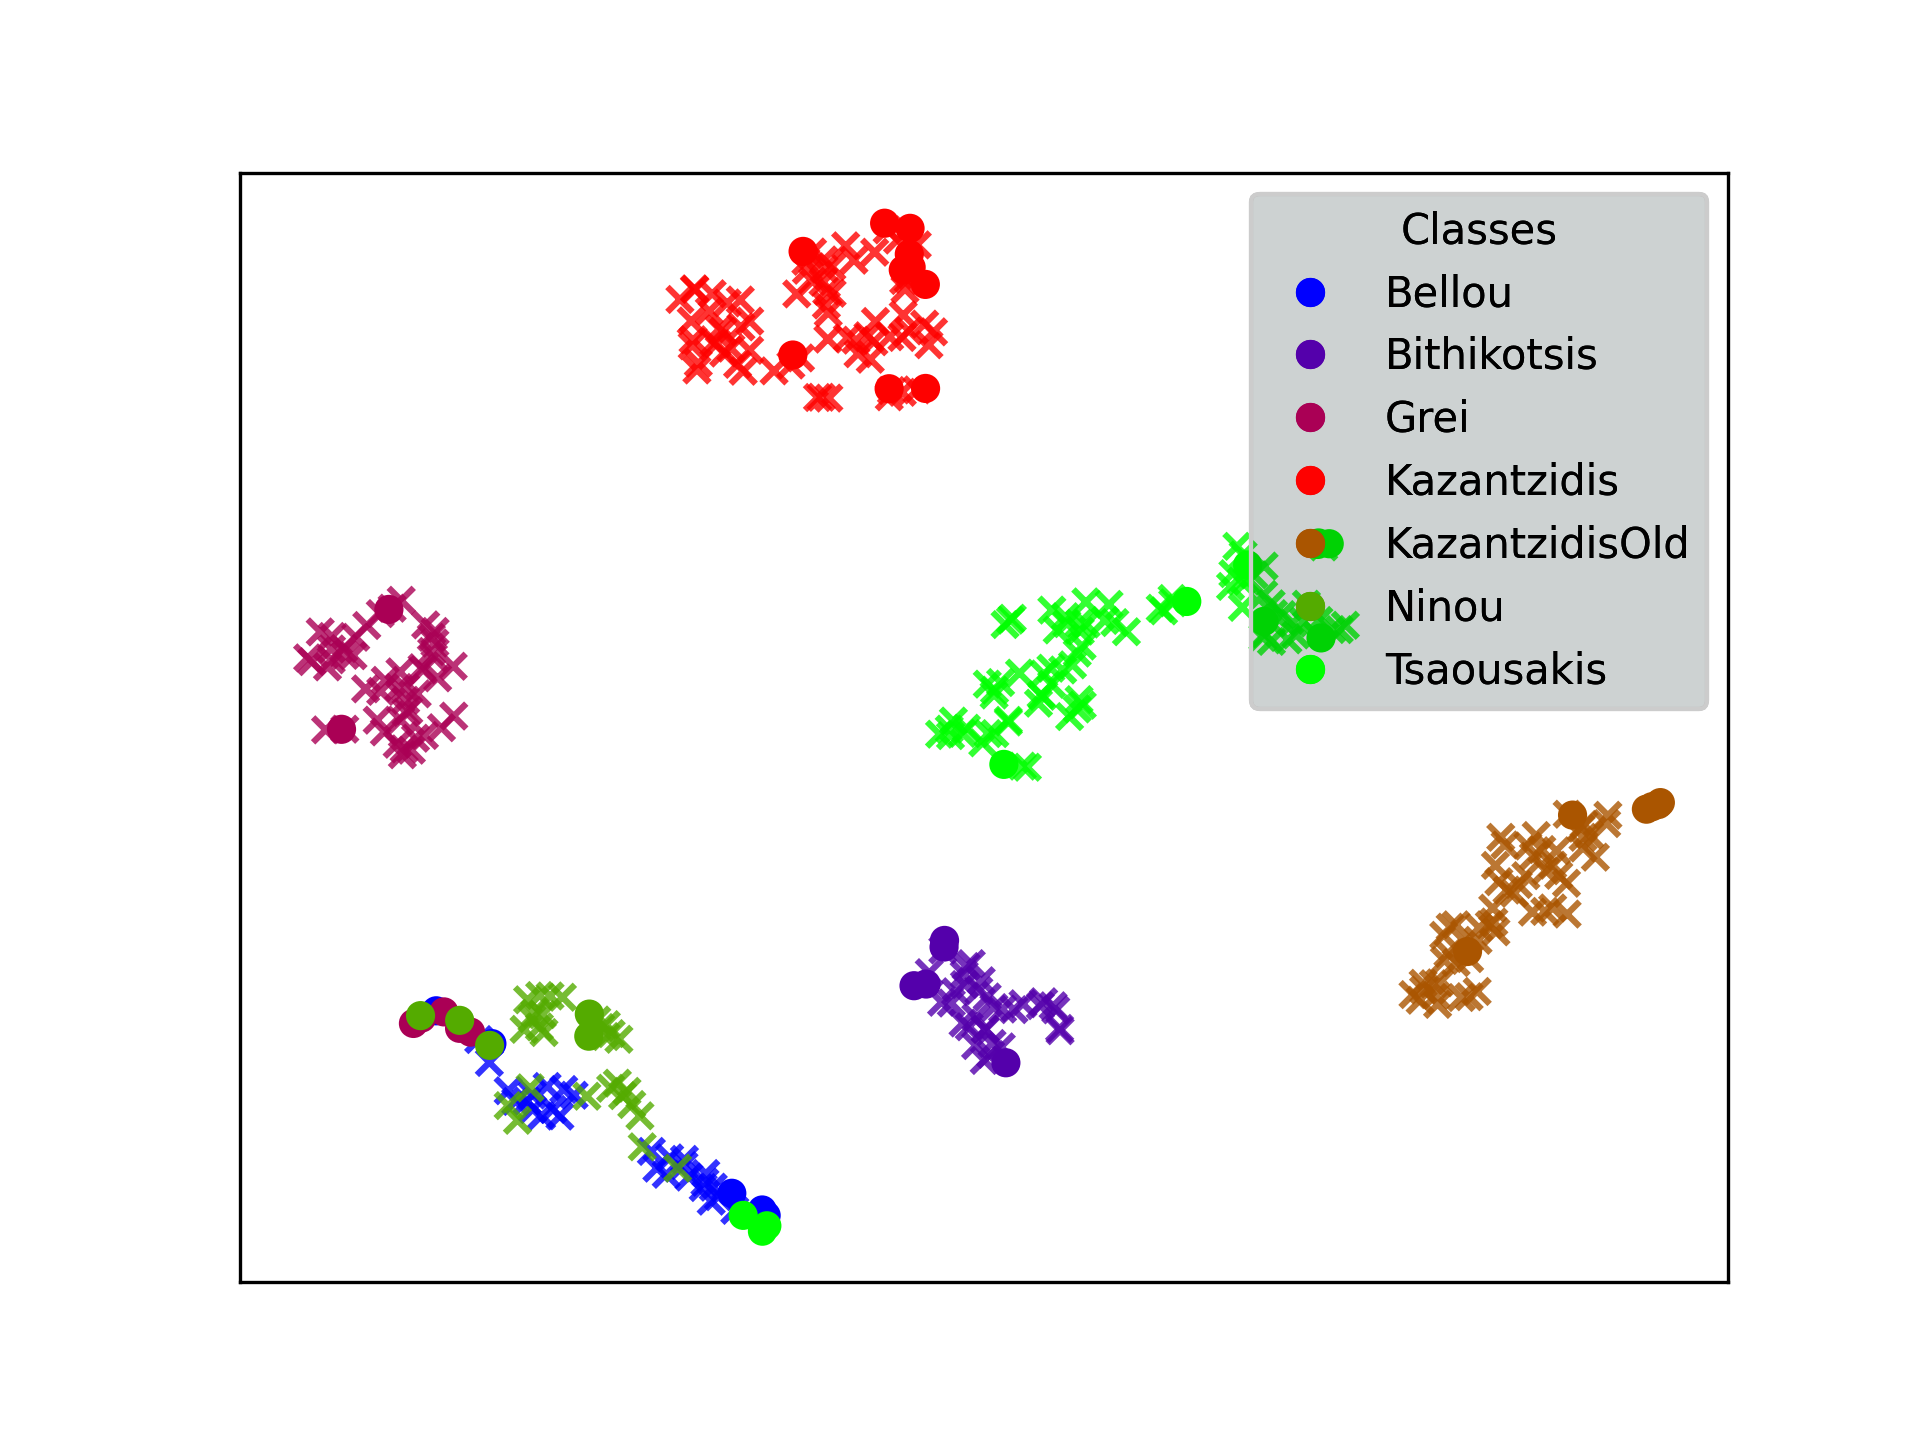 Classes
Bellou
Bithikotsis
Grei
Kazantzidis
KazantzidisOld
Ninou
Tsaousakis